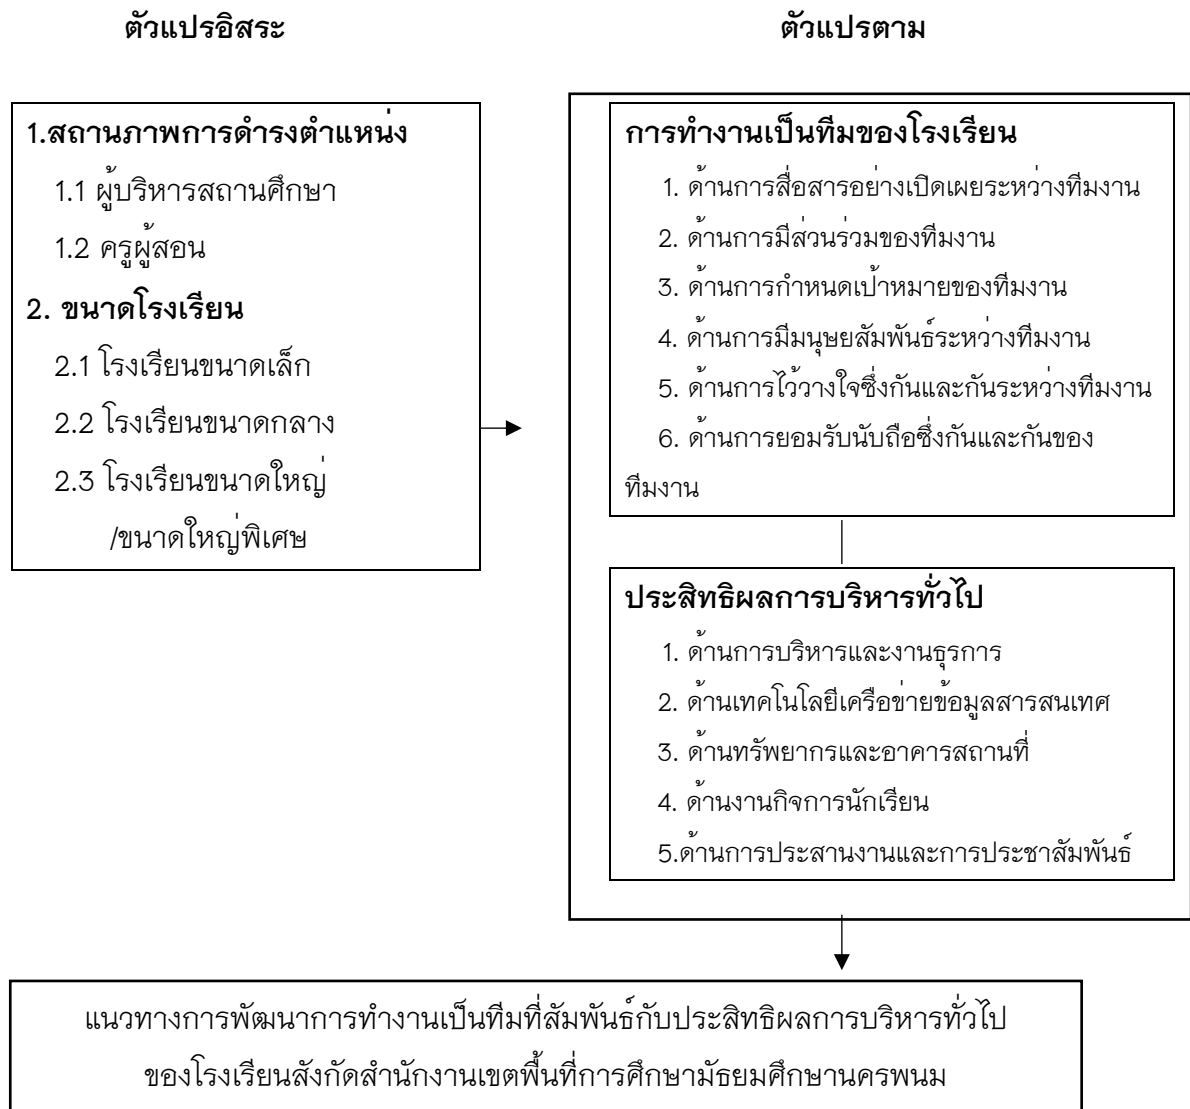 ตัวแปรอิสระ
ตัวแปรตาม
1.สถานภาพการดำรงตำแหน่ง
1.1 ผู้บริหารสถานศึกษา
1.2 ครูผู้สอน
2. ขนาดโรงเรียน
2.1 โรงเรียนขนาดเล็ก
2.2 โรงเรียนขนาดกลาง
2.3 โรงเรียนขนาดใหญ่
/ขนาดใหญ่พิเศษ
การทำงานเป็นทีมของโรงเรียน
1. ด้านการสื่อสารอย่างเปิดเผยระหว่างทีมงาน
2. ด้านการมีส่วนร่วมของทีมงาน
3. ด้านการกำหนดเป้าหมายของทีมงาน
4. ด้านการมีมนุษยสัมพันธ์ระหว่างทีมงาน
5. ด้านการไว้วางใจซึ่งกันและกันระหว่างทีมงาน
6. ด้านการยอมรับนับถือซึ่งกันและกันของ
ทีมงาน
ประสิทธิผลการบริหารทั่วไป
1. ด้านการบริหารและงานธุรการ
2. ด้านเทคโนโลยีเครือข่ายข้อมูลสารสนเทศ
3. ด้านทรัพยากรและอาคารสถานที่
4. ด้านงานกิจการนักเรียน
5.ด้านการประสานงานและการประชาสัมพันธ์
แนวทางการพัฒนาการทำงานเป็นทีมที่สัมพันธ์กับประสิทธิผลการบริหารทั่วไป
ของโรงเรียนสังกัดสำนักงานเขตพื้นที่การศึกษามัธยมศึกษานครพนม